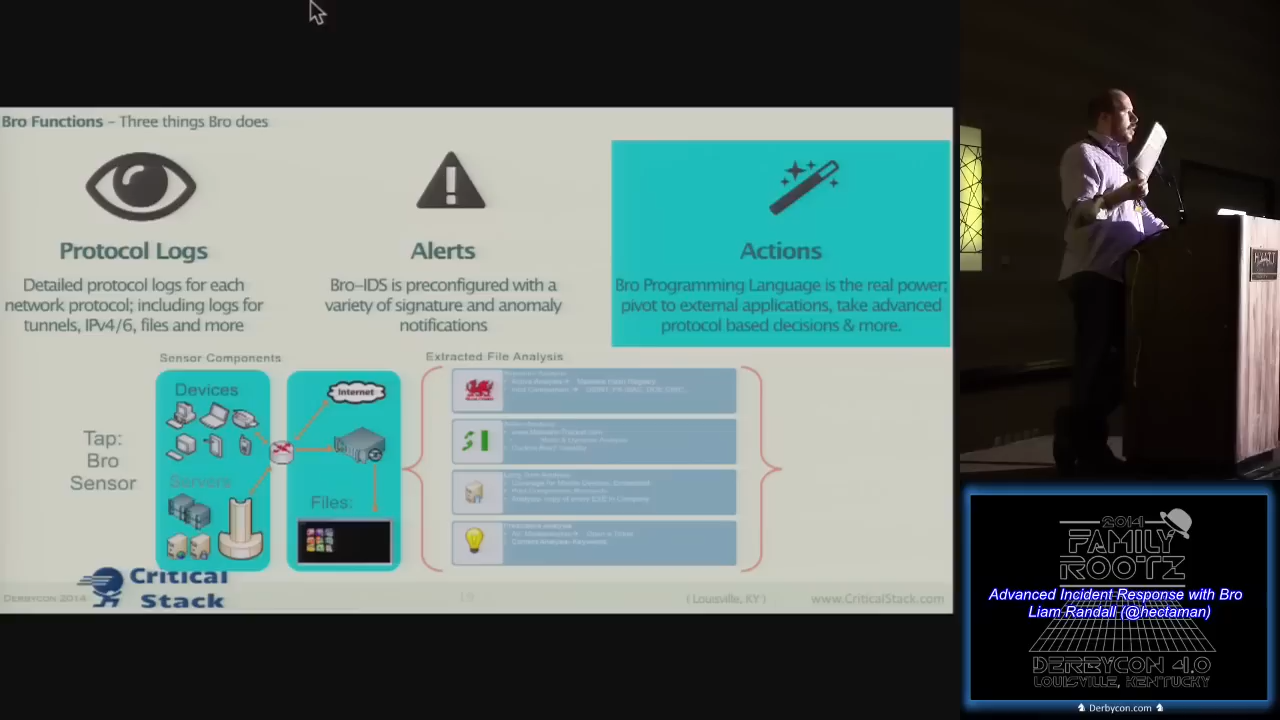 Bro Functions – Three things Bro does
Protocol Logs
Detailed protocol logs for each
network protocol; including logs for
tunnels, IPv4/6, files and more
Alerts
Bro-IDS is preconfigured with a
variety of signature and anomaly
notifications
Actions
Bro Programming Language is the real power;
pivot to external applications, take advanced
protocol based decisions & more.
Sensor Components
Extracted File Analysis
Tap:
Bro
Sensor
Devices
Servers
Internet
Files:
Critical
Stack
DERBYCON 2014
19
( Louisville, KY )
www.CriticalStack.com
HYATT
2014
FAMILY
ROOTZ
Advanced Incident Response with Bro
Liam Randall (@hectaman)
DERBYCON 4.0
LOUISVILLE, KENTUCKY
Derbycon.com